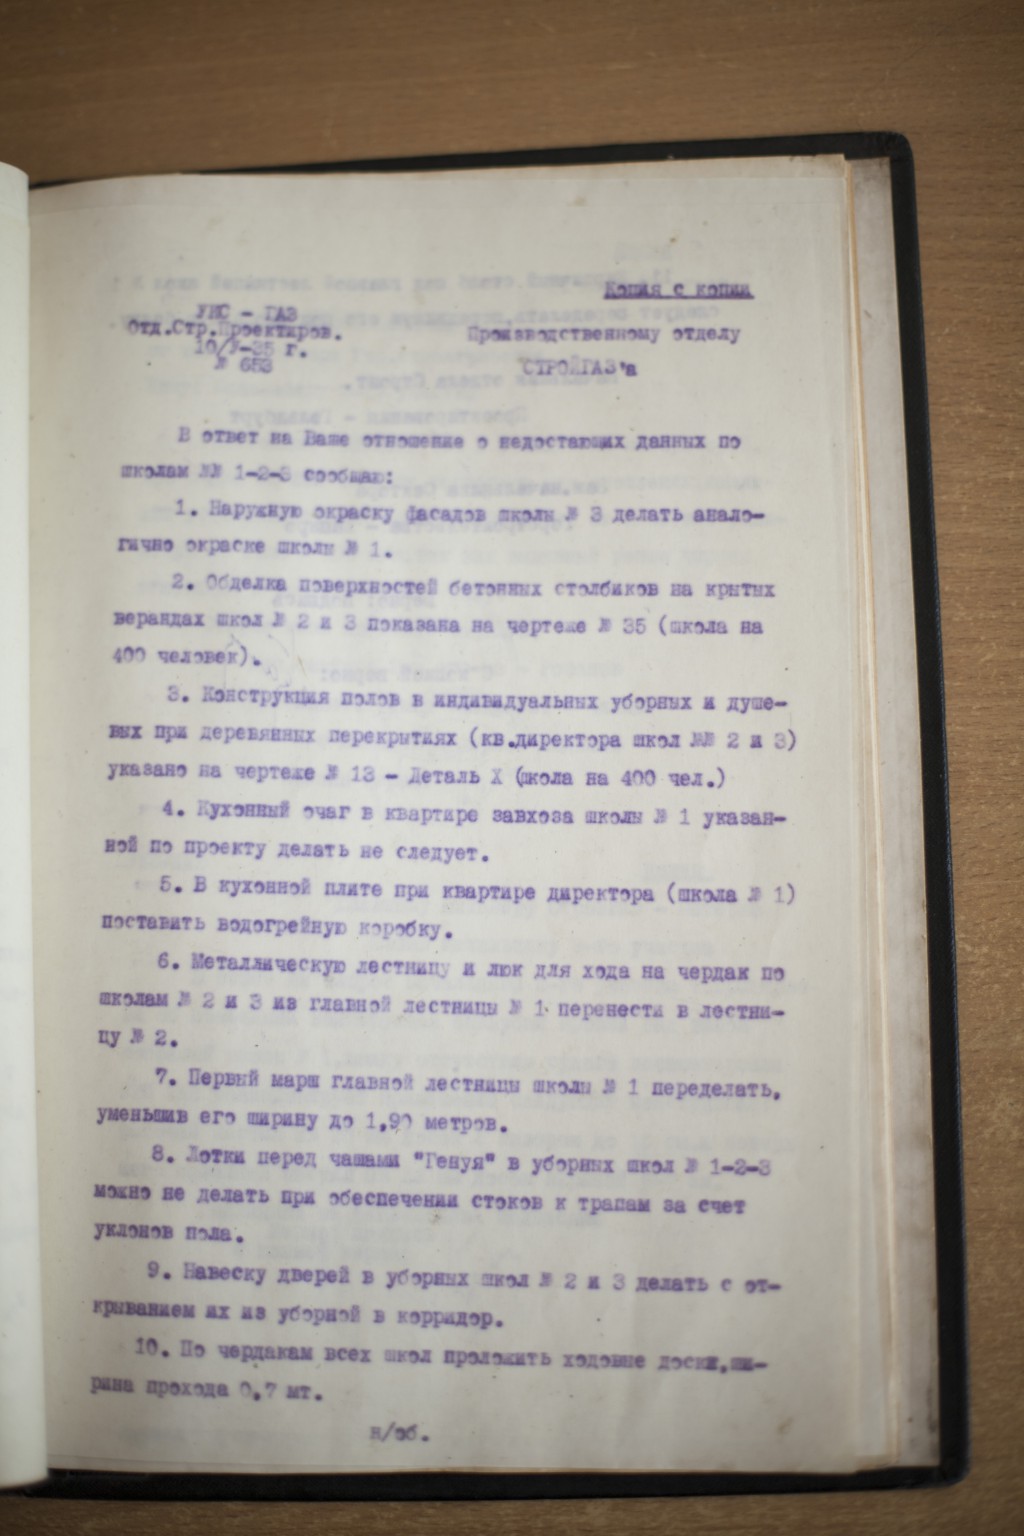 Копия с копии
УКС - ГАЗ
Отд.Стр.Проектиров.
10/У-35 г.
№ 653
Производственному отделу
СТРОЙГАЗ'а
В ответ на Ваше отношение о недостающих данных по
школам №№ 1-2-3 сообщаю:
1. Наружную окраску фасадов школы № 3 делать анало-
гично окраске школы № 1.
2. Обделка поверхностей бетонных столбиков на крытых
верандах школ № 2 и 3 показана на чертеже № 35 (школа на
400 человек).
3. Конструкция полов в индивидуальных уборных и душе-
вых при деревянных перекрытиях (кв.директора школ №№ 2 и 3)
указано на чертеже № 13 - Деталь X (школа на 400 чел.)
4. Кухонный очаг в квартире завхоза школы № 1 указан-
ной по проекту делать не следует.
5. В кухонной плите при квартире директора (школа № 1)
поставить водогрейную коробку.
6. Металлическую лестницу и люк для хода на чердак по
школам № 2 и 3 из главной лестницы № 1 перенести в лестни-
цу № 2.
7. Первый марш главной лестницы школы № 1 переделать,
уменьшив его ширину до 1,90 метров.
8. Лотки перед чашами "Генуя" в уборных школ № 1-2-3
можно не делать при обеспечении стоков к трапам за счет
уклонов пола.
9. Навеску дверей в уборных школ № 2 и 3 делать с от-
крыванием их из уборной в корридор.
10. По чердакам всех школ проложить ходовые доски,ши-
рина прохода 0,7 мт.
н/об.